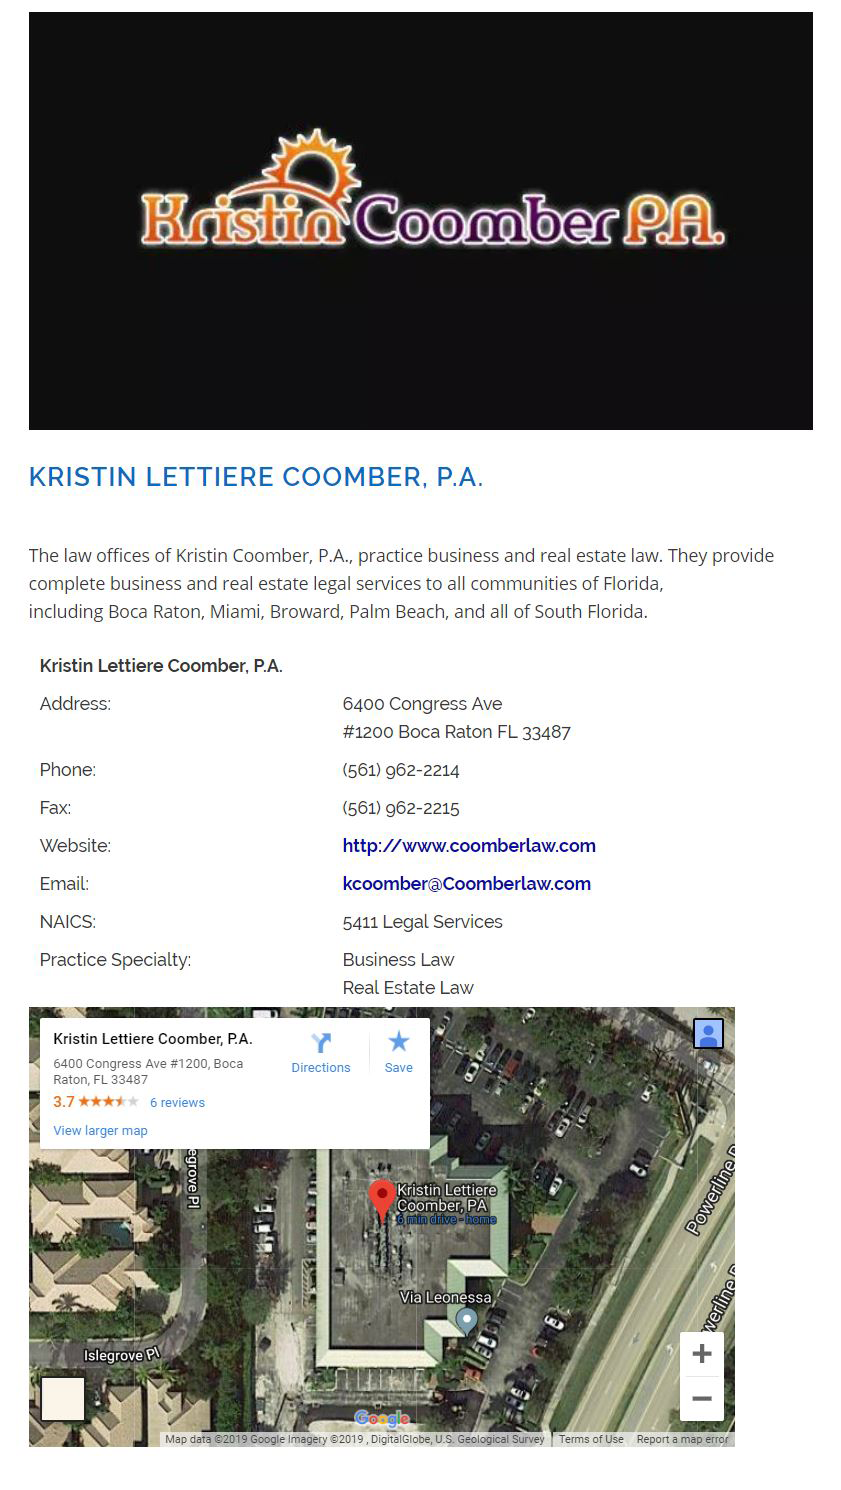 Kristin Coomber P.A.
KRISTIN LETTIERE COOMBER, P.A.
The law offices of Kristin Coomber, P.A., practice business and real estate law. They provide
complete business and real estate legal services to all communities of Florida,
including Boca Raton, Miami, Broward, Palm Beach, and all of South Florida.
Kristin Lettiere Coomber, P.A.
Address: 6400 Congress Ave
#1200 Boca Raton FL 33487
Phone: (561) 962-2214
Fax: (561) 962-2215
Website: http://www.coomberlaw.com
Email: kcoomber@Coomberlaw.com
NAICS: 5411 Legal Services
Practice Specialty: Business Law
Real Estate Law
Kristin Lettiere Coomber, P.A.
6400 Congress Ave #1200, Boca
Raton, FL 33487
3.7 6 reviews
View larger map
Directions
Save
egrove Pl
Kristin Lettiere
Coomber, PA
6 min drive - home
Powerline
Via Leonessa
werline
Islegrove Pl
Google
Map data ©2019 Google Imagery ©2019 , DigitalGlobe, U.S. Geological Survey Terms of Use Report a map error